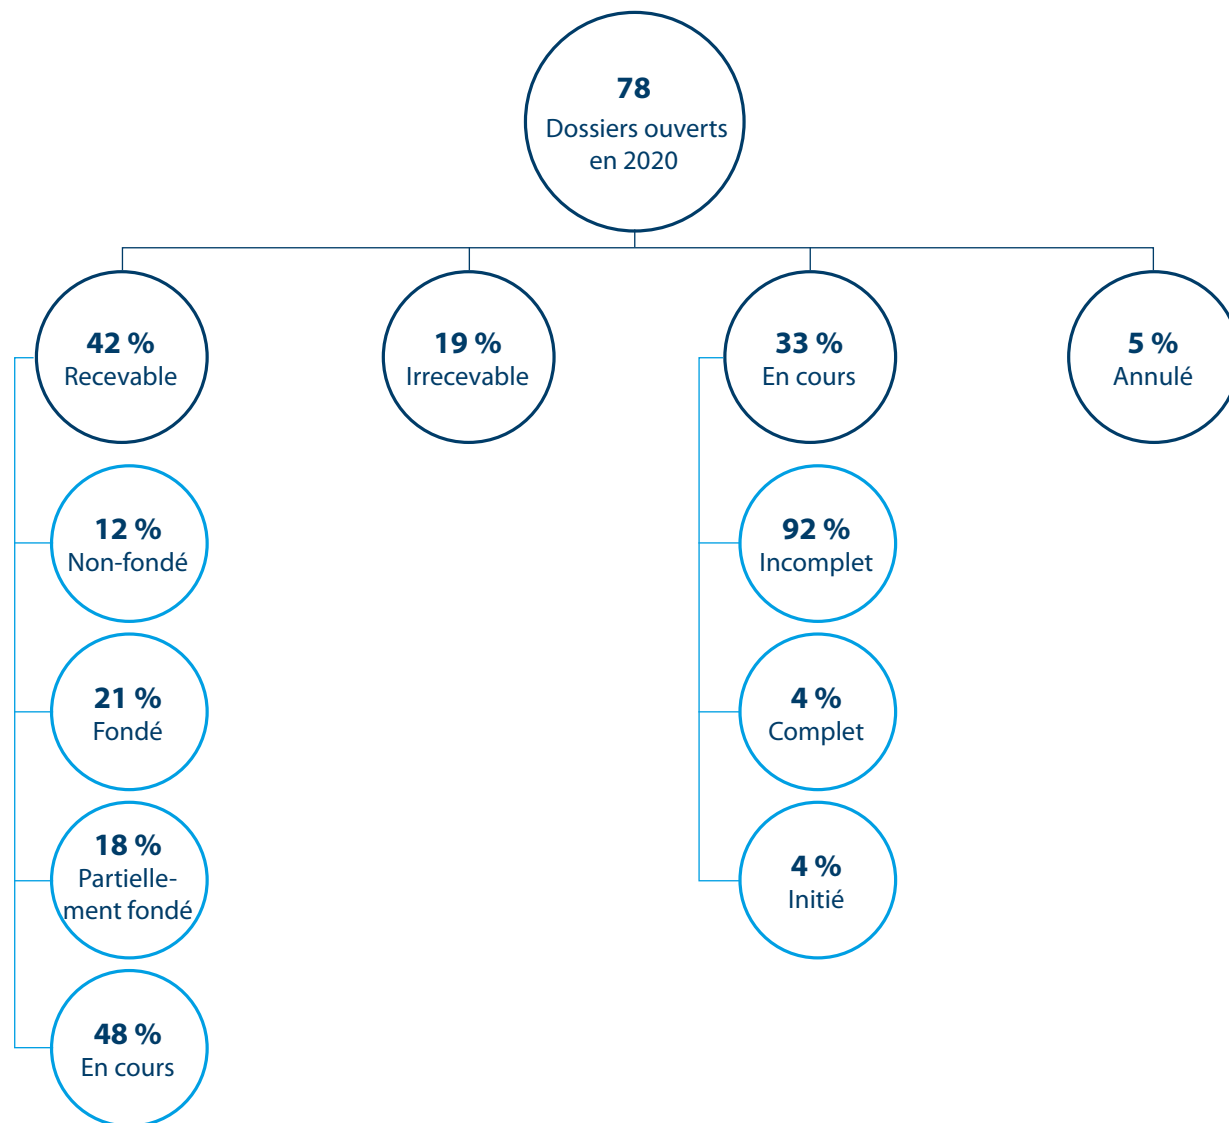 78
Dossiers ouverts
en 2020
42 %
Recevable
19 %
Irrecevable
33 %
En cours
5 %
Annulé
12 %
Non-fondé
21 %
Fondé
18 %
Partielle-
ment fondé
48 %
En cours
92 %
Incomplet
4 %
Complet
4 %
Initié